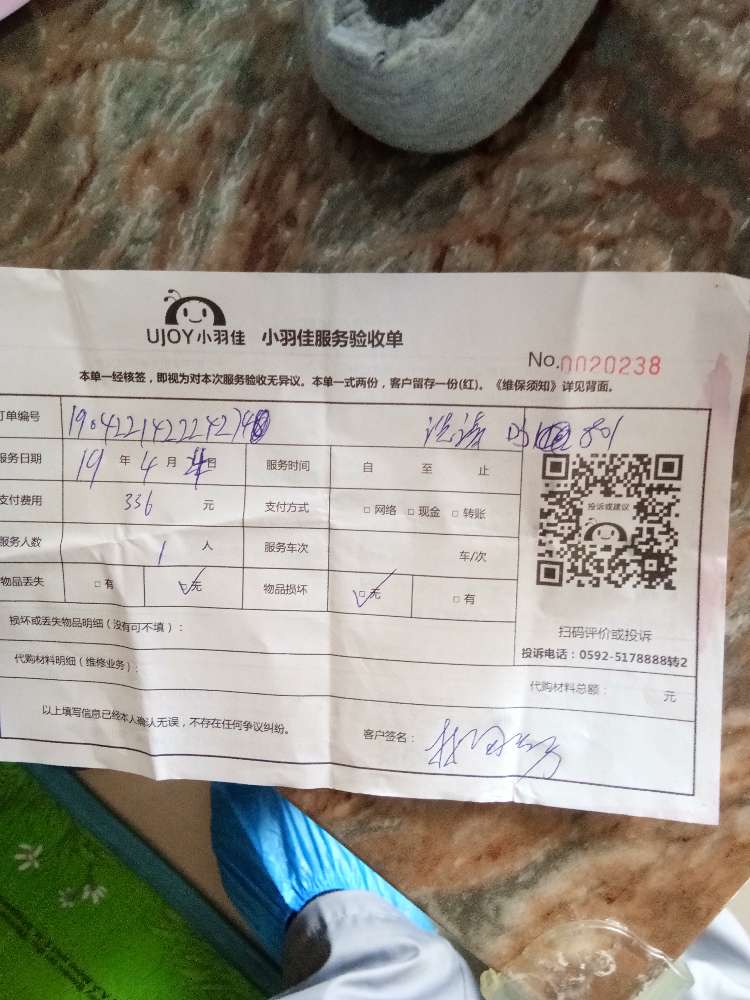 UJOY小羽佳 小羽佳服务验收单
No.0020238
本单一经核签，即视为对本次服务验收无异议。本单一式两份，客户留存一份(红)。《维保须知》详见背面。
订单编号
服务日期 19 年 4 月 日 服务时间 自 至 止
支付费用 336 元 支付方式 □网络 □现金 □转账
服务人数 1 人 服务车次 车/次
物品丢失 □有 ☑无 物品损坏 ☑无 □有
投诉或建议
扫码评价或投诉
投诉电话：0592-5178888转2
损坏或丢失物品明细（没有可不填）：
代购材料明细（维修业务）：
代购材料总额： 元
以上填写信息已经本人确认无误，不存在任何争议纠纷。 客户签名：